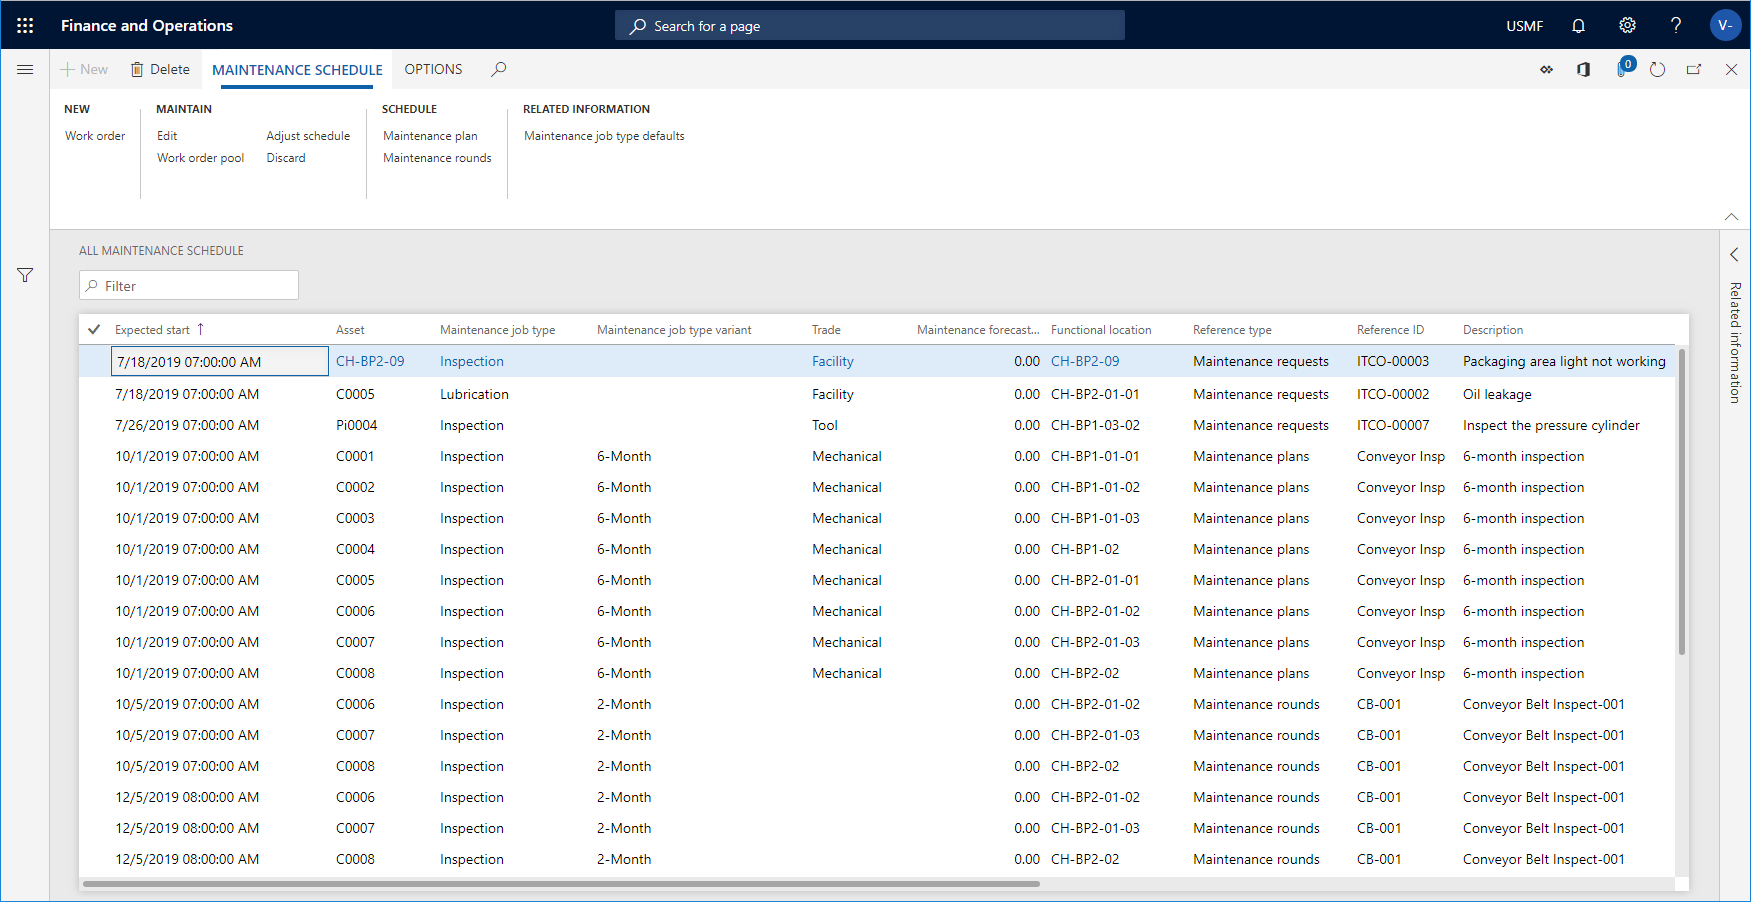 Finance and Operations
Search for a page
USMF
?
V-
New
Delete
MAINTENANCE SCHEDULE
OPTIONS
0
NEW
MAINTAIN
SCHEDULE
RELATED INFORMATION
Work order
Edit
Adjust schedule
Maintenance plan
Maintenance job type defaults
Work order pool
Discard
Maintenance rounds
ALL MAINTENANCE SCHEDULE
Filter
Related information
Expected start ↑ Asset Maintenance job type Maintenance job type variant Trade Maintenance forecast... Functional location Reference type Reference ID Description
7/18/2019 07:00:00 AM CH-BP2-09 Inspection Facility 0.00 CH-BP2-09 Maintenance requests ITCO-00003 Packaging area light not working
7/18/2019 07:00:00 AM C0005 Lubrication Facility 0.00 CH-BP2-01-01 Maintenance requests ITCO-00002 Oil leakage
7/26/2019 07:00:00 AM Pi0004 Inspection Tool 0.00 CH-BP1-03-02 Maintenance requests ITCO-00007 Inspect the pressure cylinder
10/1/2019 07:00:00 AM C0001 Inspection 6-Month Mechanical 0.00 CH-BP1-01-01 Maintenance plans Conveyor Insp 6-month inspection
10/1/2019 07:00:00 AM C0002 Inspection 6-Month Mechanical 0.00 CH-BP1-01-02 Maintenance plans Conveyor Insp 6-month inspection
10/1/2019 07:00:00 AM C0003 Inspection 6-Month Mechanical 0.00 CH-BP1-01-03 Maintenance plans Conveyor Insp 6-month inspection
10/1/2019 07:00:00 AM C0004 Inspection 6-Month Mechanical 0.00 CH-BP1-02 Maintenance plans Conveyor Insp 6-month inspection
10/1/2019 07:00:00 AM C0005 Inspection 6-Month Mechanical 0.00 CH-BP2-01-01 Maintenance plans Conveyor Insp 6-month inspection
10/1/2019 07:00:00 AM C0006 Inspection 6-Month Mechanical 0.00 CH-BP2-01-02 Maintenance plans Conveyor Insp 6-month inspection
10/1/2019 07:00:00 AM C0007 Inspection 6-Month Mechanical 0.00 CH-BP2-01-03 Maintenance plans Conveyor Insp 6-month inspection
10/1/2019 07:00:00 AM C0008 Inspection 6-Month Mechanical 0.00 CH-BP2-02 Maintenance plans Conveyor Insp 6-month inspection
10/5/2019 07:00:00 AM C0006 Inspection 2-Month 0.00 CH-BP2-01-02 Maintenance rounds CB-001 Conveyor Belt Inspect-001
10/5/2019 07:00:00 AM C0007 Inspection 2-Month 0.00 CH-BP2-01-03 Maintenance rounds CB-001 Conveyor Belt Inspect-001
10/5/2019 07:00:00 AM C0008 Inspection 2-Month 0.00 CH-BP2-02 Maintenance rounds CB-001 Conveyor Belt Inspect-001
12/5/2019 08:00:00 AM C0006 Inspection 2-Month 0.00 CH-BP2-01-02 Maintenance rounds CB-001 Conveyor Belt Inspect-001
12/5/2019 08:00:00 AM C0007 Inspection 2-Month 0.00 CH-BP2-01-03 Maintenance rounds CB-001 Conveyor Belt Inspect-001
12/5/2019 08:00:00 AM C0008 Inspection 2-Month 0.00 CH-BP2-02 Maintenance rounds CB-001 Conveyor Belt Inspect-001